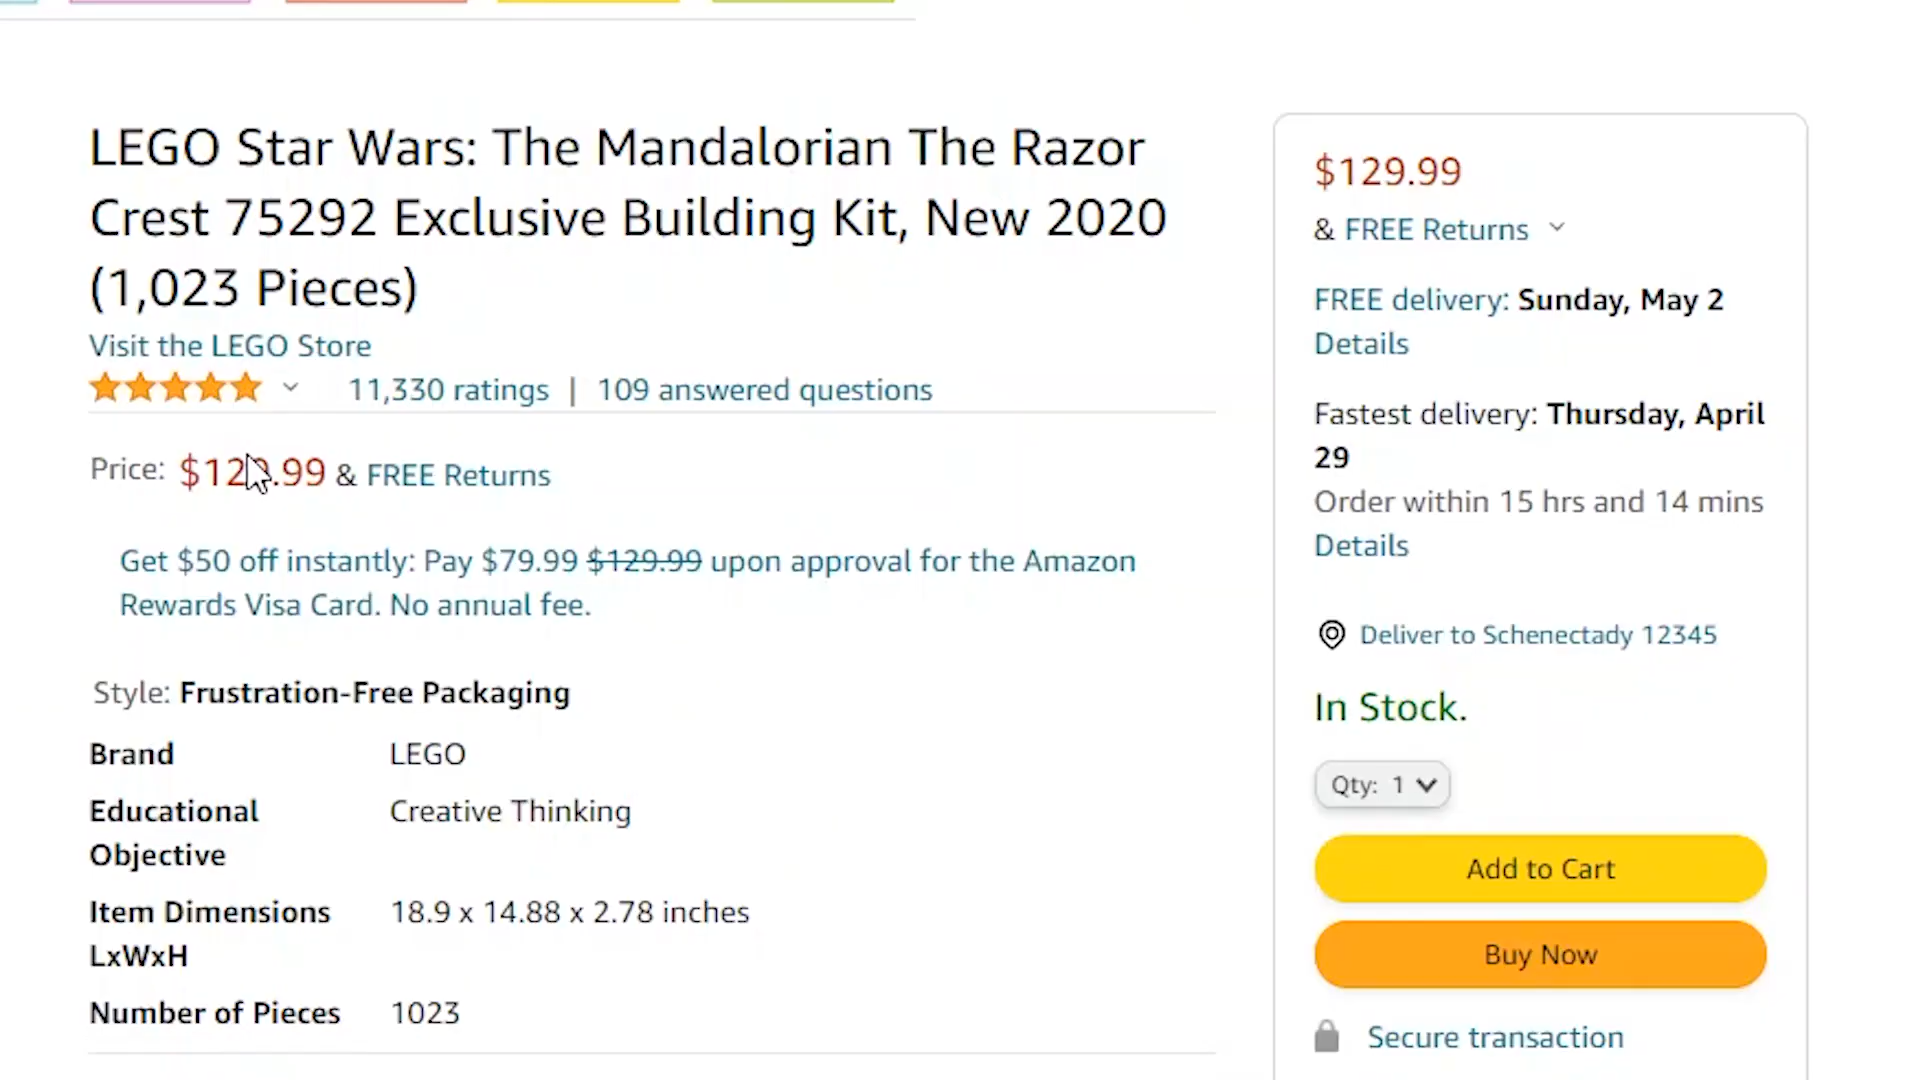 LEGO Star Wars: The Mandalorian The Razor
Crest 75292 Exclusive Building Kit, New 2020
(1,023 Pieces)
Visit the LEGO Store
11,330 ratings | 109 answered questions
Price: $129.99 & FREE Returns
Get $50 off instantly: Pay $79.99 $129.99 upon approval for the Amazon
Rewards Visa Card. No annual fee.
Style: Frustration-Free Packaging
Brand LEGO
Educational Creative Thinking
Objective
Item Dimensions 18.9 x 14.88 x 2.78 inches
LxWxH
Number of Pieces 1023
$129.99
& FREE Returns
FREE delivery: Sunday, May 2
Details
Fastest delivery: Thursday, April
29
Order within 15 hrs and 14 mins
Details
Deliver to Schenectady 12345
In Stock.
Qty: 1
Add to Cart
Buy Now
Secure transaction